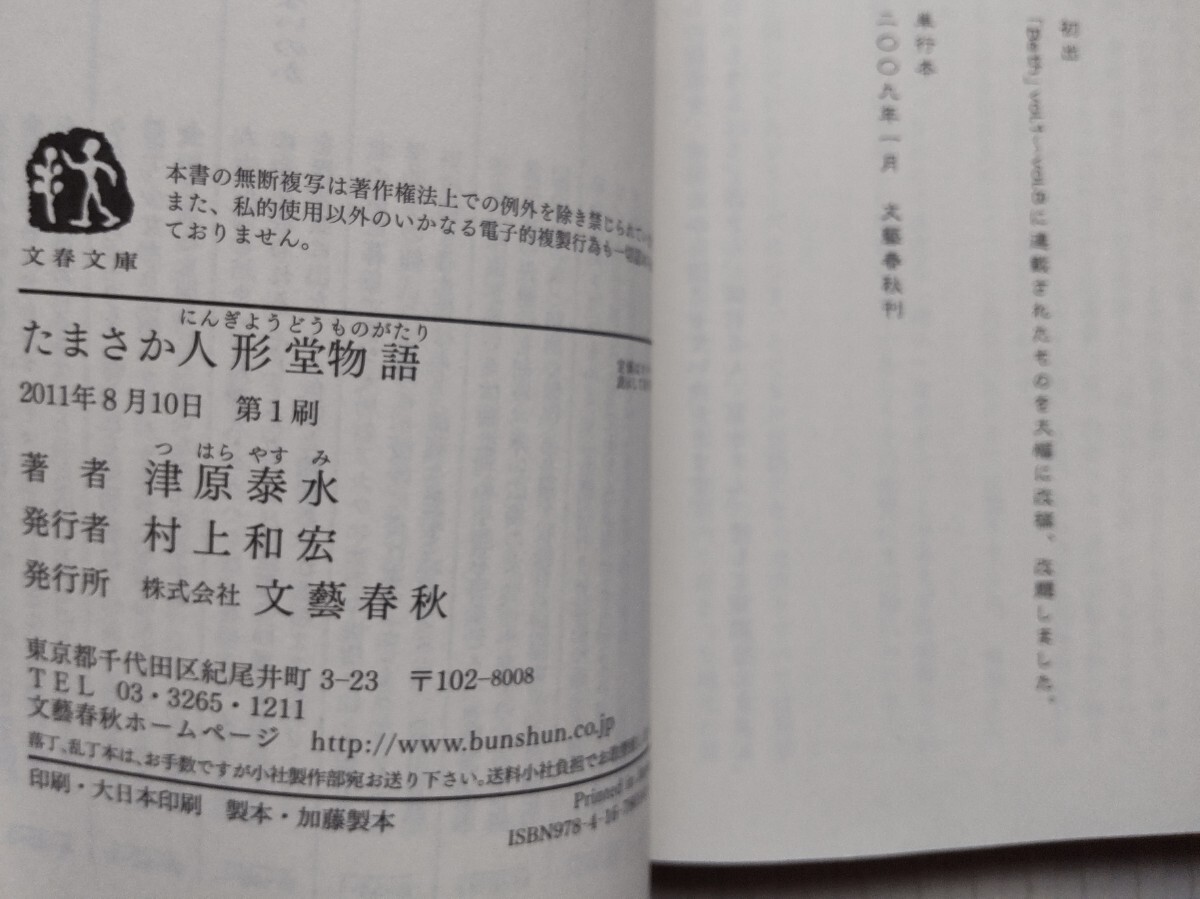 文春文庫
本書の無断複写は著作権法上での例外を除き禁じられてい
また、私的使用以外のいかなる電子的複製行為も一切認
ておりません。
にんぎょうどうものがたり
たまさか人形堂物語
2011年8月10日 第1刷
つ はら やす み
著 者 津原泰水
発行者 村上和宏
発行所 株式会社 文藝春秋
東京都千代田区紀尾井町 3-23 〒102-8008
TEL 03・3265・1211
文藝春秋ホームページ http://www.bunshun.co.jp
落丁、乱丁本は、お手数ですが小社製作部宛お送り下さい。送料小社負担でお
印刷・大日本印刷 製本・加藤製本
Printed in
ISBN978-4-16-
初出
に連載されたものを大幅に改稿、改題しました。
単行本
二〇〇九年一月 文藝春秋刊